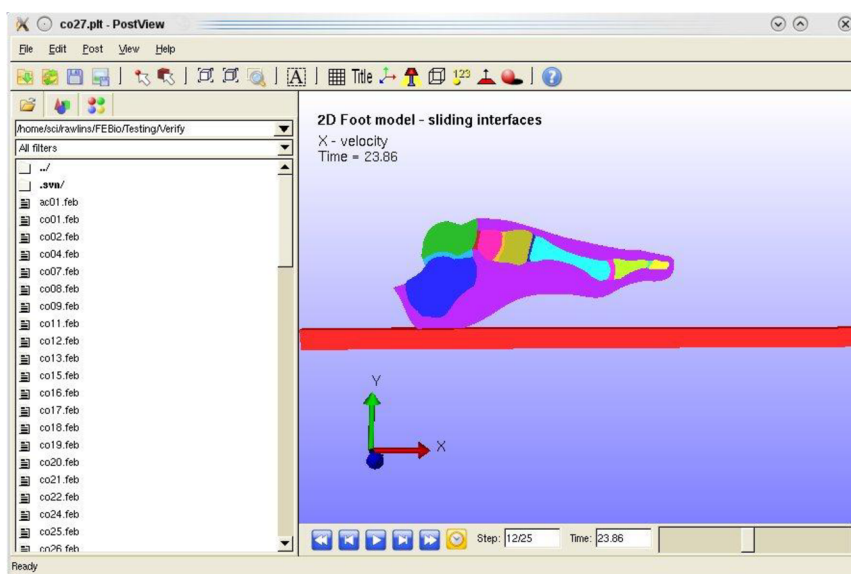 co27.plt - PostView
File Edit Post View Help
A Title 123 ?
/home/sci/rawlins/FEBio/Testing/Verify
All filters
../
.svn/
ac01.feb
co01.feb
co02.feb
co04.feb
co07.feb
co08.feb
co09.feb
co11.feb
co12.feb
co13.feb
co15.feb
co16.feb
co17.feb
co18.feb
co19.feb
co20.feb
co21.feb
co22.feb
co24.feb
co25.feb
co26.feb
2D Foot model - sliding interfaces
X - velocity
Time = 23.86
Y
X
Step: 12/25 Time: 23.86
Ready